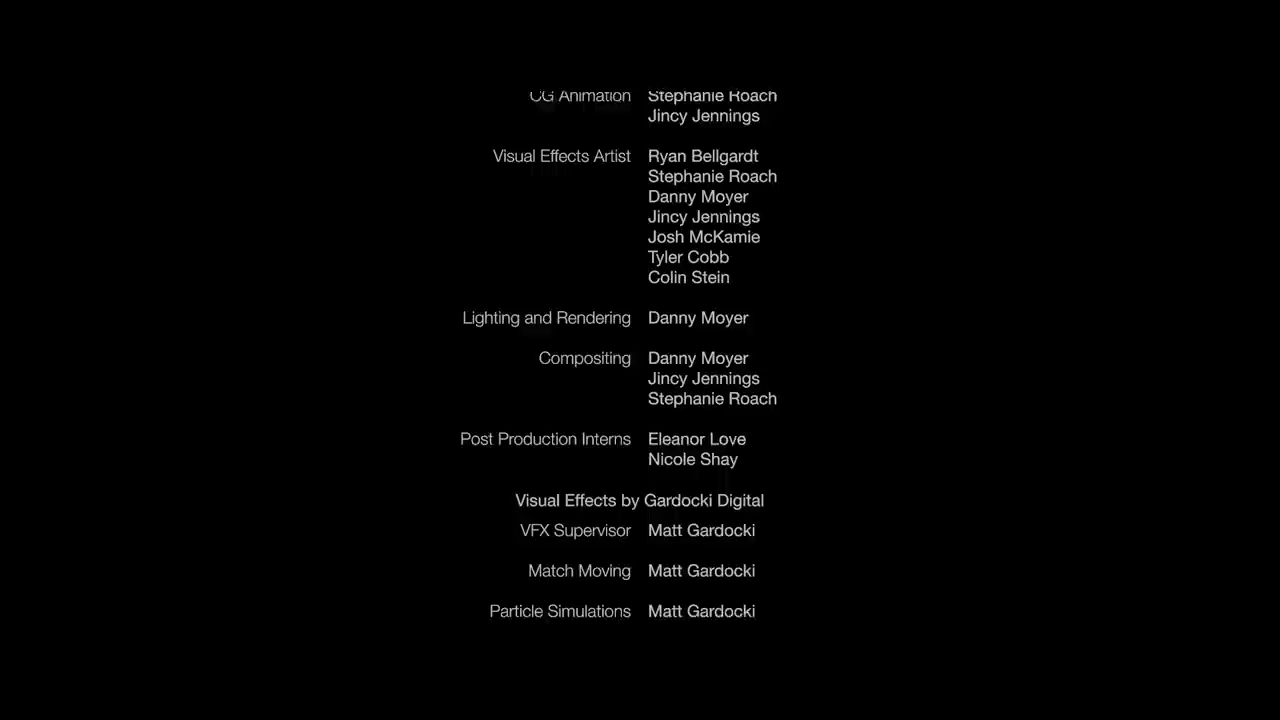 CG Animation Stephanie Roach
Jincy Jennings
Visual Effects Artist Ryan Bellgardt
Stephanie Roach
Danny Moyer
Jincy Jennings
Josh McKamie
Tyler Cobb
Colin Stein
Lighting and Rendering Danny Moyer
Compositing Danny Moyer
Jincy Jennings
Stephanie Roach
Post Production Interns Eleanor Love
Nicole Shay
Visual Effects by Gardocki Digital
VFX Supervisor Matt Gardocki
Match Moving Matt Gardocki
Particle Simulations Matt Gardocki